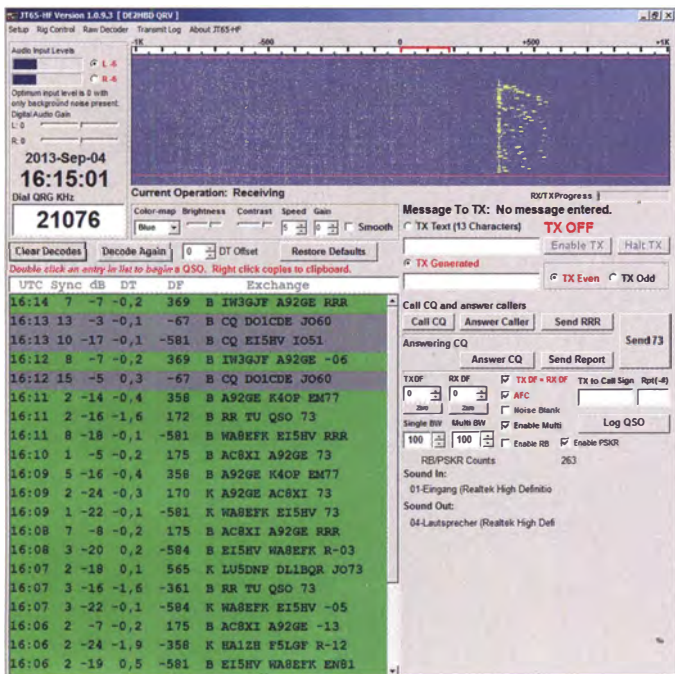 JT65-HF Version 1.0.9.3 [ DE2HBD QRV ]
Setup Rig Control Raw Decoder Transmit Log About JT65-HF
-1K -500 0 +500 +1K
Audio Input Levels
L -6
R -6
Optimum input level is 0 with
only background noise present.
Digital Audio Gain
L: 0
R: 0
2013-Sep-04
16:15:01
Dial QRG KHz
21076
Current Operation: Receiving
RX/TX Progress
Color-map Brightness Contrast Speed Gain
Blue 5 0 Smooth
Message To TX: No message entered.
TX Text (13 Characters) TX OFF
Enable TX Halt TX
TX Generated
TX Even TX Odd
Clear Decodes Decode Again 0 DT Offset Restore Defaults
Double click an entry in list to begin a QSO. Right click copies to clipboard.
UTC Sync dB DT DF Exchange
16:14 7 -7 -0,2 369 B IW3GJF A92GE RRR
16:13 13 -3 -0,1 -67 B CQ DO1CDE JO60
16:13 10 -17 -0,1 -581 B CQ EI5HV IO51
16:12 8 -7 -0,2 369 B IW3GJF A92GE -06
16:12 15 -5 0,3 -67 B CQ DO1CDE JO60
16:11 2 -14 -0,4 358 B A92GE K4OP EM77
16:11 2 -16 -1,6 172 B RR TU QSO 73
16:11 8 -18 -0,1 -581 B WA8EFK EI5HV RRR
16:10 1 -5 -0,2 175 B AC8XI A92GE 73
16:09 5 -16 -0,4 358 B A92GE K4OP EM77
16:09 2 -24 -0,3 170 K A92GE AC8XI 73
16:09 1 -22 -0,1 -581 K WA8EFK EI5HV 73
16:08 7 -8 -0,2 175 B AC8XI A92GE RRR
16:08 3 -20 0,2 -584 B EI5HV WA8EFK R-03
16:07 2 -18 0,1 565 K LU5DNP DL1BQR JO73
16:07 3 -16 -1,6 -361 B RR TU QSO 73
16:07 3 -22 -0,1 -584 K WA8EFK EI5HV -05
16:06 2 -7 -0,2 175 B AC8XI A92GE -13
16:06 2 -24 -1,9 -358 K HA1ZH F5LGF R-12
16:06 2 -19 0,5 -581 B EI5HV WA8EFK EN81
Call CQ and answer callers
Call CQ Answer Caller Send RRR
Send 73
Answering CQ
Answer CQ Send Report
TXDF RX DF TX DF = RX DF TX to Call Sign Rpt(-#)
0 0 AFC
Zero Zero Noise Blank
Single BW Multi BW Enable Multi Log QSO
100 100 Enable RB Enable PSKR
RB/PSKR Counts 263
Sound In:
01-Eingang (Realtek High Definitio
Sound Out:
04-Lautsprecher (Realtek High Defi